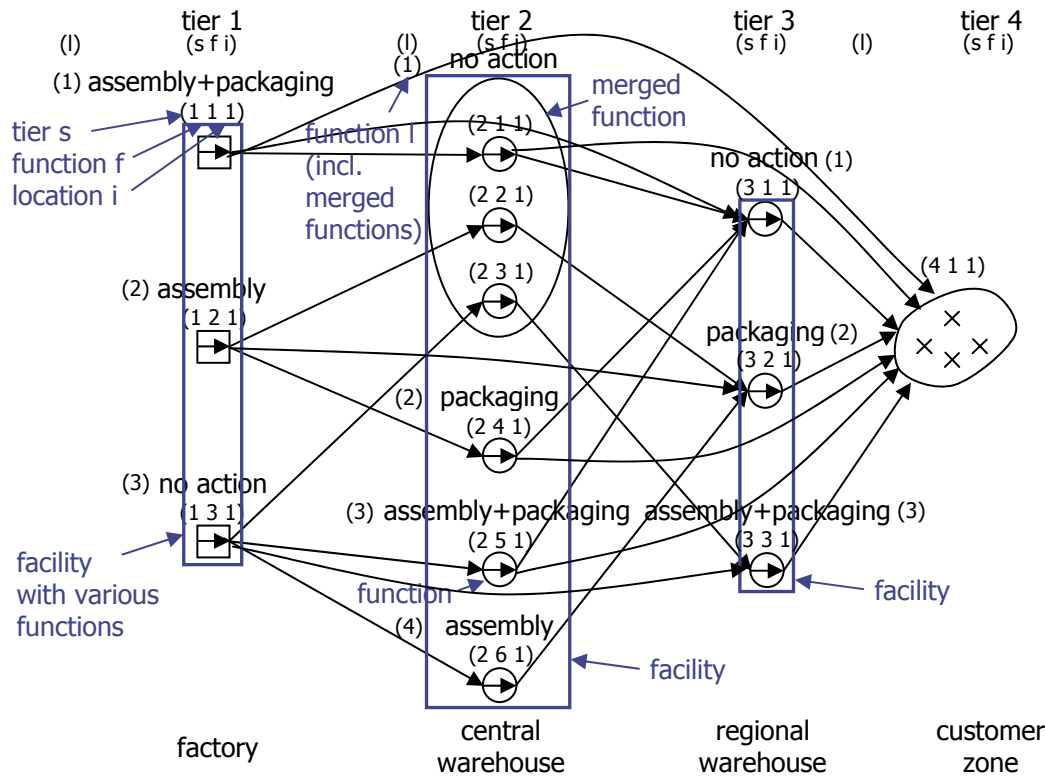 tier 1
tier 2
tier 3
tier 4
(l)
(s f i)
(l)
(s f i)
(s f i)
(l)
(s f i)
(1) assembly+packaging
(1)
no action
merged
function
(1 1 1)
tier s
function f
location i
function l
(incl.
merged
functions)
(2 1 1)
no action (1)
(3 1 1)
(2 2 1)
(2 3 1)
(4 1 1)
(2) assembly
(1 2 1)
packaging (2)
(3 2 1)
(2)
packaging
(2 4 1)
(3) no action
(1 3 1)
(3) assembly+packaging
(2 5 1)
assembly+packaging (3)
(3 3 1)
facility
with various
functions
function
facility
(4)
assembly
(2 6 1)
facility
factory
central
warehouse
regional
warehouse
customer
zone